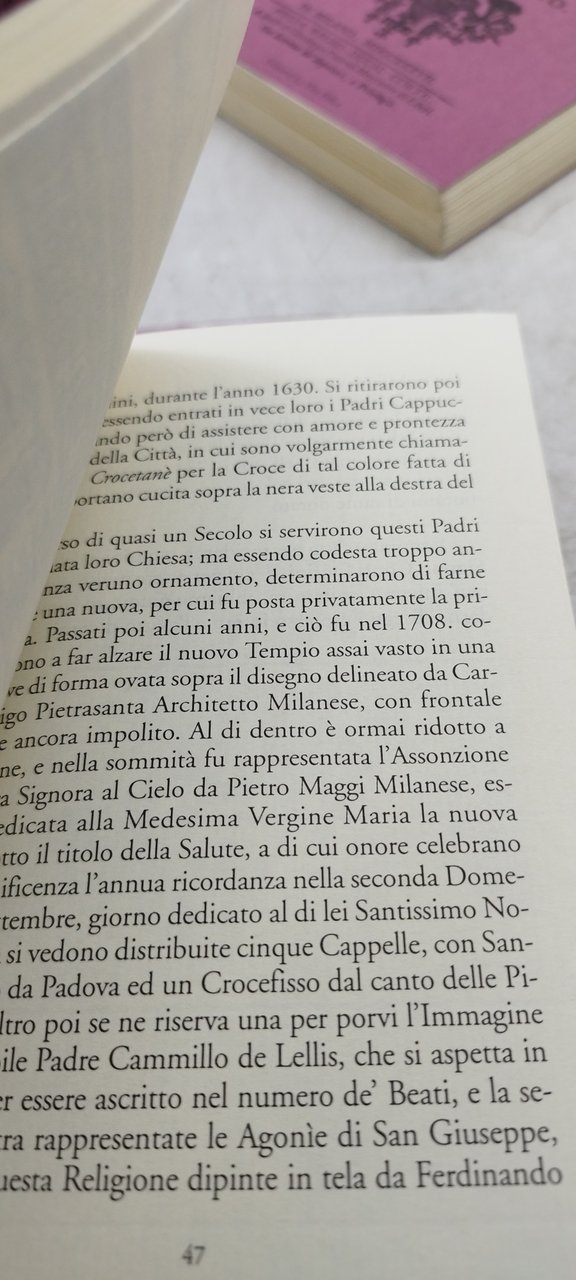 durante l'anno 1630. Si ritirarono poi
essendo entrati in vece loro i Padri Cappuc-
ndo però di assistere con amore e prontezza
della Città, in cui sono volgarmente chiama-
Crocetanè per la Croce di tal colore fatta di
portano cucita sopra la nera veste alla destra del
so di quasi un Secolo si servirono questi Padri
ata loro Chiesa; ma essendo codesta troppo an-
nza veruno ornamento, determinarono di farne
e una nuova, per cui fu posta privatamente la pri-
a. Passati poi alcuni anni, e ciò fu nel 1708. co-
ono a far alzare il nuovo Tempio assai vasto in una
ve di forma ovata sopra il disegno delineato da Car-
igo Pietrasanta Architetto Milanese, con frontale
e ancora impolito. Al di dentro è ormai ridotto a
ne, e nella sommità fu rappresentata l'Assonzione
a Signora al Cielo da Pietro Maggi Milanese, es-
edicata alla Medesima Vergine Maria la nuova
tto il titolo della Salute, a di cui onore celebrano
ificenza l'annua ricordanza nella seconda Dome-
ttembre, giorno dedicato al di lei Santissimo No-
si vedono distribuite cinque Cappelle, con San-
da Padova ed un Crocefisso dal canto delle Pi-
ltro poi se ne riserva una per porvi l'Immagine
ile Padre Cammillo de Lellis, che si aspetta in
er essere ascritto nel numero de' Beati, e la se-
ra rappresentate le Agonìe di San Giuseppe,
uesta Religione dipinte in tela da Ferdinando
47